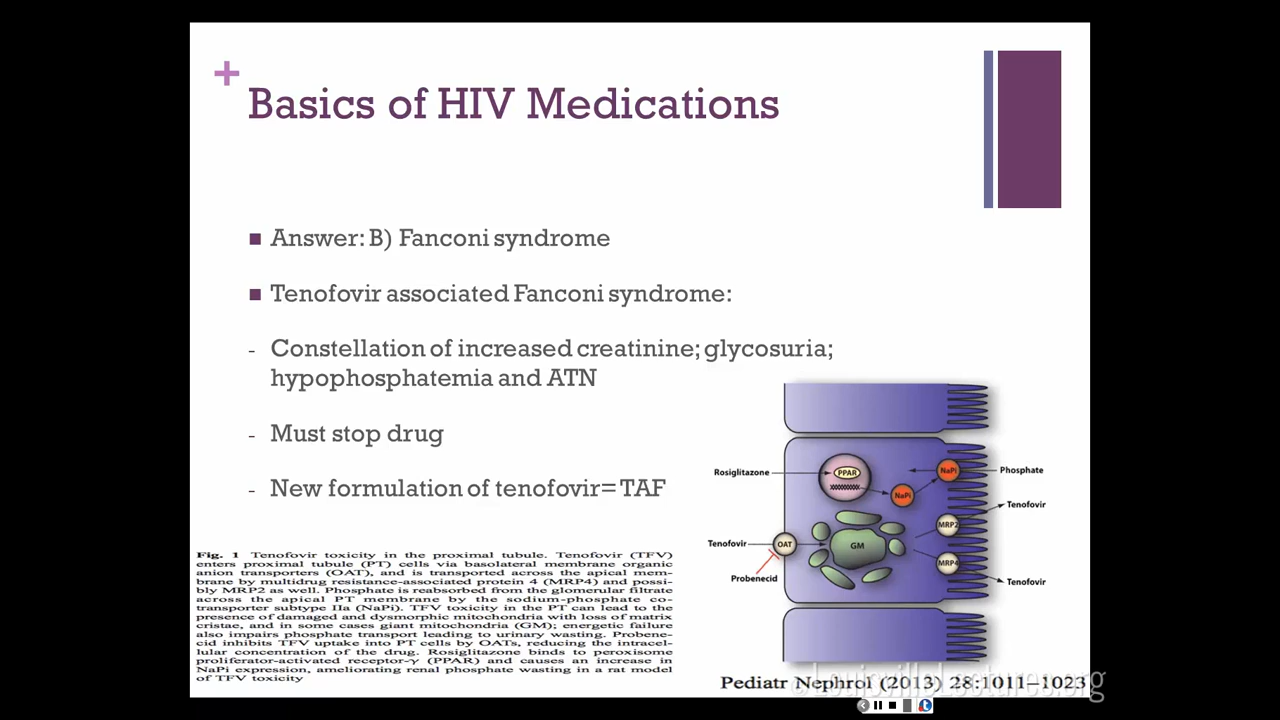 +
Basics of HIV Medications
Answer: B) Fanconi syndrome
Tenofovir associated Fanconi syndrome:
- Constellation of increased creatinine; glycosuria;
hypophosphatemia and ATN
- Must stop drug
- New formulation of tenofovir= TAF
Fig. 1 Tenofovir toxicity in the proximal tubule. Tenofovir (TFV)
enters proximal tubule (PT) cells via basolateral membrane organic
anion transporters (OAT), and is transported across the apical mem-
brane by multidrug resistance-associated protein 4 (MRP4) and possi-
bly MRP2 as well. Phosphate is reabsorbed from the glomerular filtrate
across the apical PT membrane by the sodium-phosphate co-
transporter subtype IIa (NaPi). TFV toxicity in the PT can lead to the
presence of damaged and dysmorphic mitochondria with loss of matrix
cristae, and in some cases giant mitochondria (GM); energetic failure
also impairs phosphate transport leading to urinary wasting. Probene-
cid inhibits TFV uptake into PT cells by OATs, reducing the intracel-
lular concentration of the drug. Rosiglitazone binds to peroxisome
proliferator-activated receptor-γ (PPAR) and causes an increase in
NaPi expression, ameliorating renal phosphate wasting in a rat model
of TFV toxicity
Rosiglitazone
PPAR
NaPi
Phosphate
NaPi
Tenofovir
MRP2
Tenofovir
OAT
GM
MRP4
Probenecid
Tenofovir
Pediatr Nephrol (2013) 28:1011–1023
©LouisvilleLectures.org